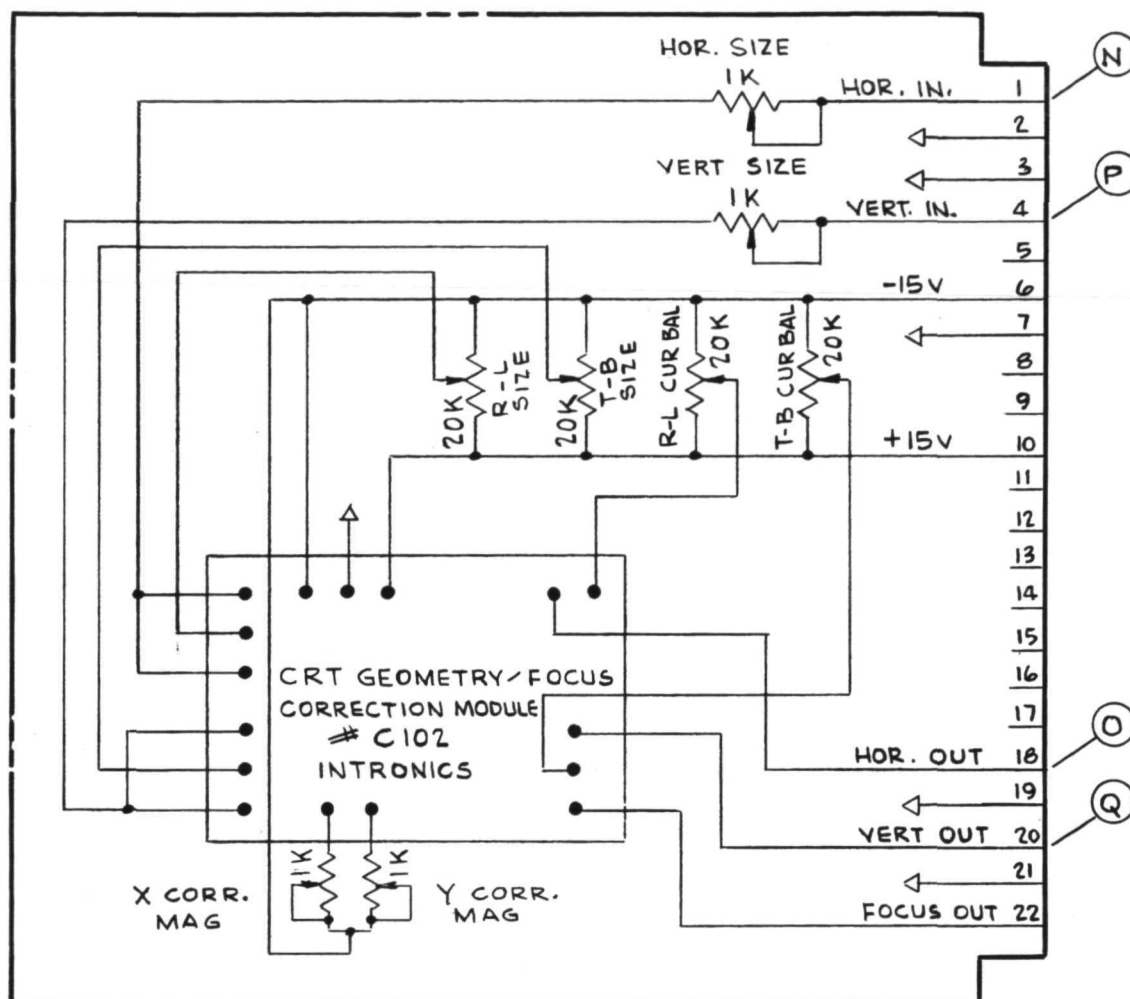 HOR. SIZE
1K
HOR. IN. 1
N
2
3
VERT SIZE
1K
VERT. IN. 4
P
5
-15V 6
7
8
9
+15V 10
11
12
13
14
15
16
17
HOR. OUT 18
O
19
VERT OUT 20
Q
21
FOCUS OUT 22
20K
R-L
SIZE
20K
T-B
SIZE
R-L CUR BAL
20K
T-B CUR BAL
20K
CRT GEOMETRY/FOCUS
CORRECTION MODULE
# C102
INTRONICS
1K
1K
X CORR.
MAG
Y CORR.
MAG